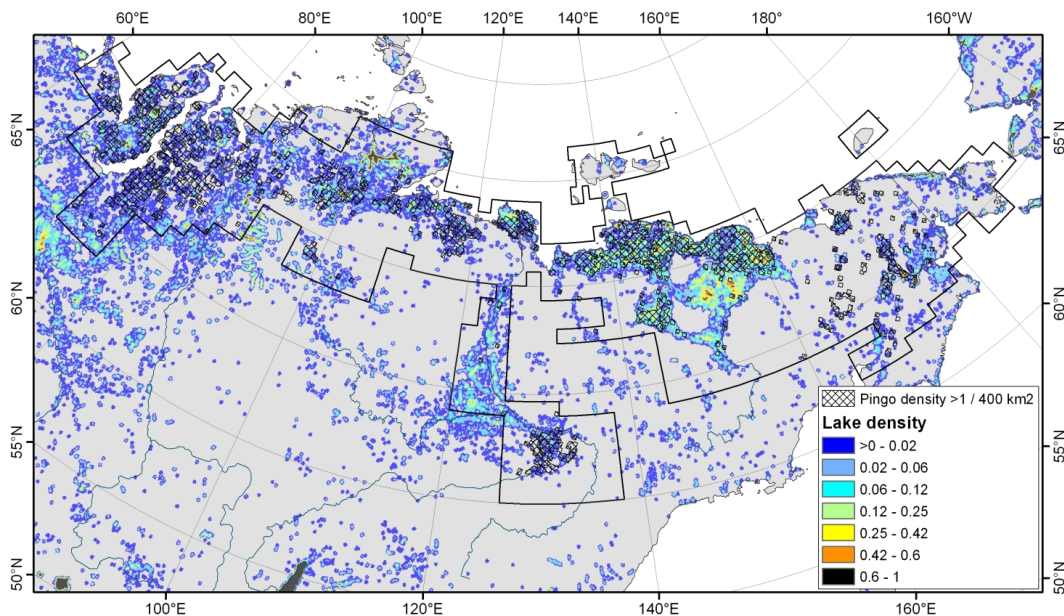 60°E 80°E 100°E 120°E 140°E 160°E 180° 160°W
65°N 65°N
60°N 60°N
55°N 55°N
50°N 50°N
Pingo density >1 / 400 km2
Lake density
>0 - 0.02
0.02 - 0.06
0.06 - 0.12
0.12 - 0.25
0.25 - 0.42
0.42 - 0.6
0.6 - 1
100°E 120°E 140°E 160°E